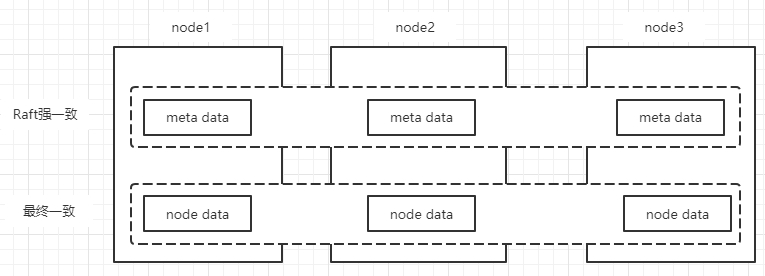 node1 node2 node3
Raft强一致 meta data meta data meta data
最终一致 node data node data node data